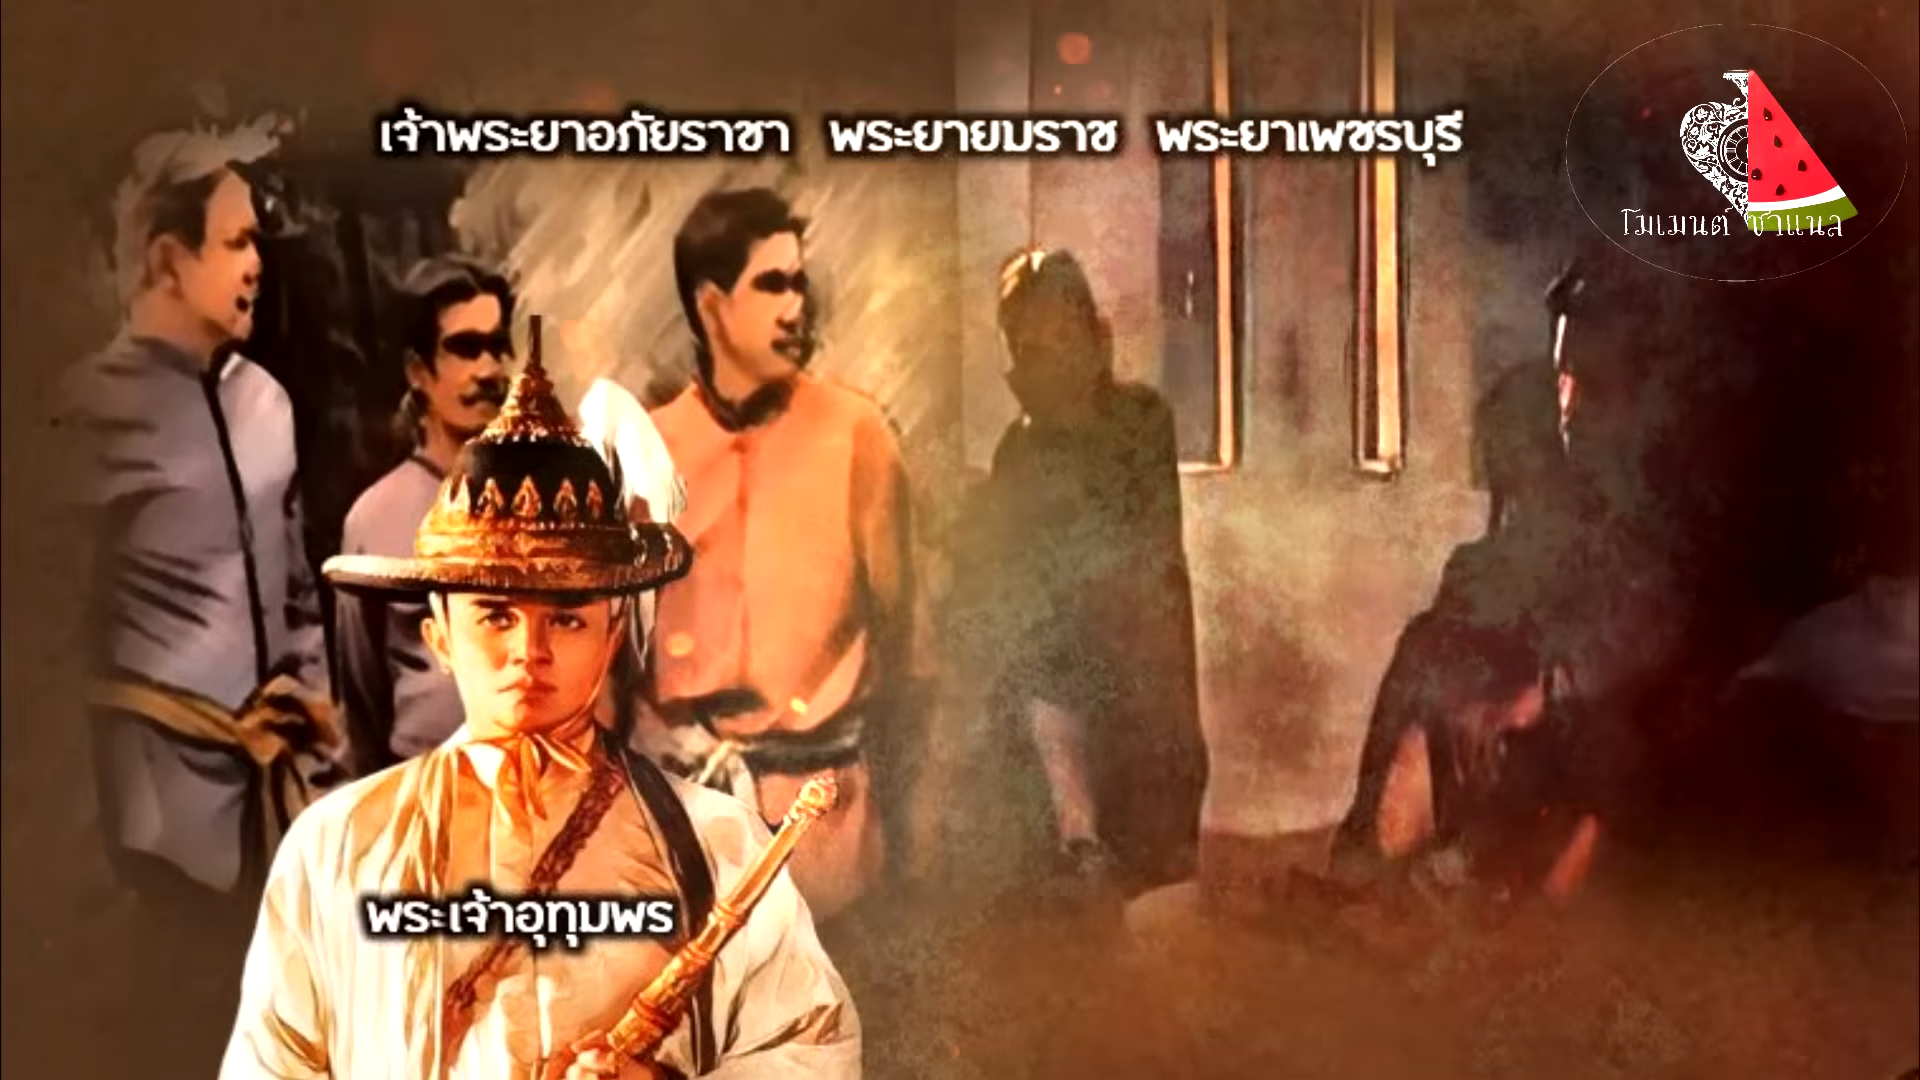 เจ้าพระยาอภัยราชา พระยายมราช พระยาเพชรบุรี
โมเมนต์ ชาแนล
พระเจ้าอุทุมพร